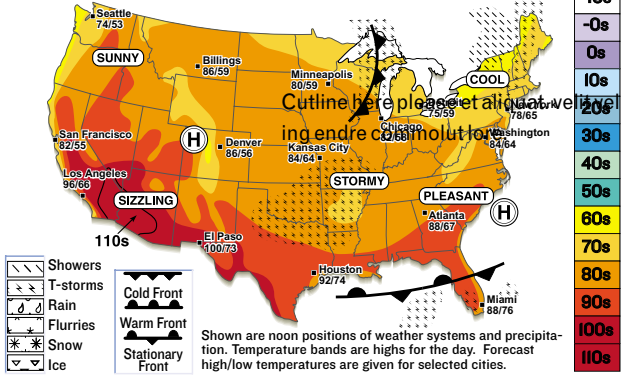 Seattle
74/53
SUNNY
Billings
86/59
Minneapolis
80/59
COOL
Cutline here please et aliquat, velit vel
ing endre commolut lore
75/59
New York
78/65
Chicago
82/66
Washington
84/64
San Francisco
82/55
H
Denver
86/56
Kansas City
84/64
Los Angeles
96/66
SIZZLING
STORMY
PLEASANT
H
Atlanta
88/67
110s
El Paso
100/73
Houston
92/74
Miami
88/76
Showers
T-storms
Rain
Flurries
Snow
Ice
Cold Front
Warm Front
Stationary
Front
Shown are noon positions of weather systems and precipita-
tion. Temperature bands are highs for the day. Forecast
high/low temperatures are given for selected cities.
-0s
0s
10s
20s
30s
40s
50s
60s
70s
80s
90s
100s
110s